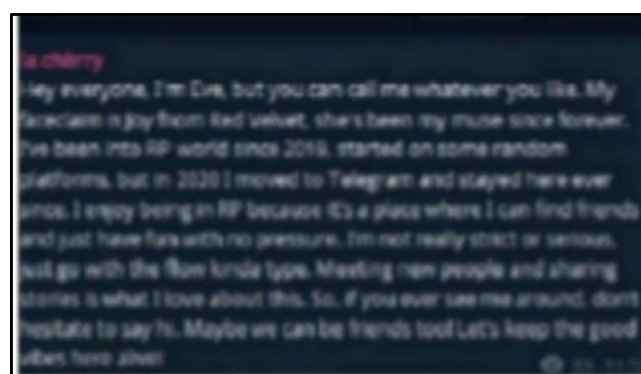 la chérry
Hey everyone, I'm Eve, but you can call me whatever you like. My
faceclaim is Joy from Red Velvet, she's been my muse since forever.
I've been into RP world since 2019, started on some random
platforms, but in 2020 I moved to Telegram and stayed here ever
since. I enjoy being in RP because it's a place where I can find friends
and just have fun with no pressure. I'm not really strict or serious,
just go with the flow kinda type. Meeting new people and sharing
stories is what I love about this. So, if you ever see me around, don't
hesitate to say hi. Maybe we can be friends too! Let's keep the good
vibes here alive!